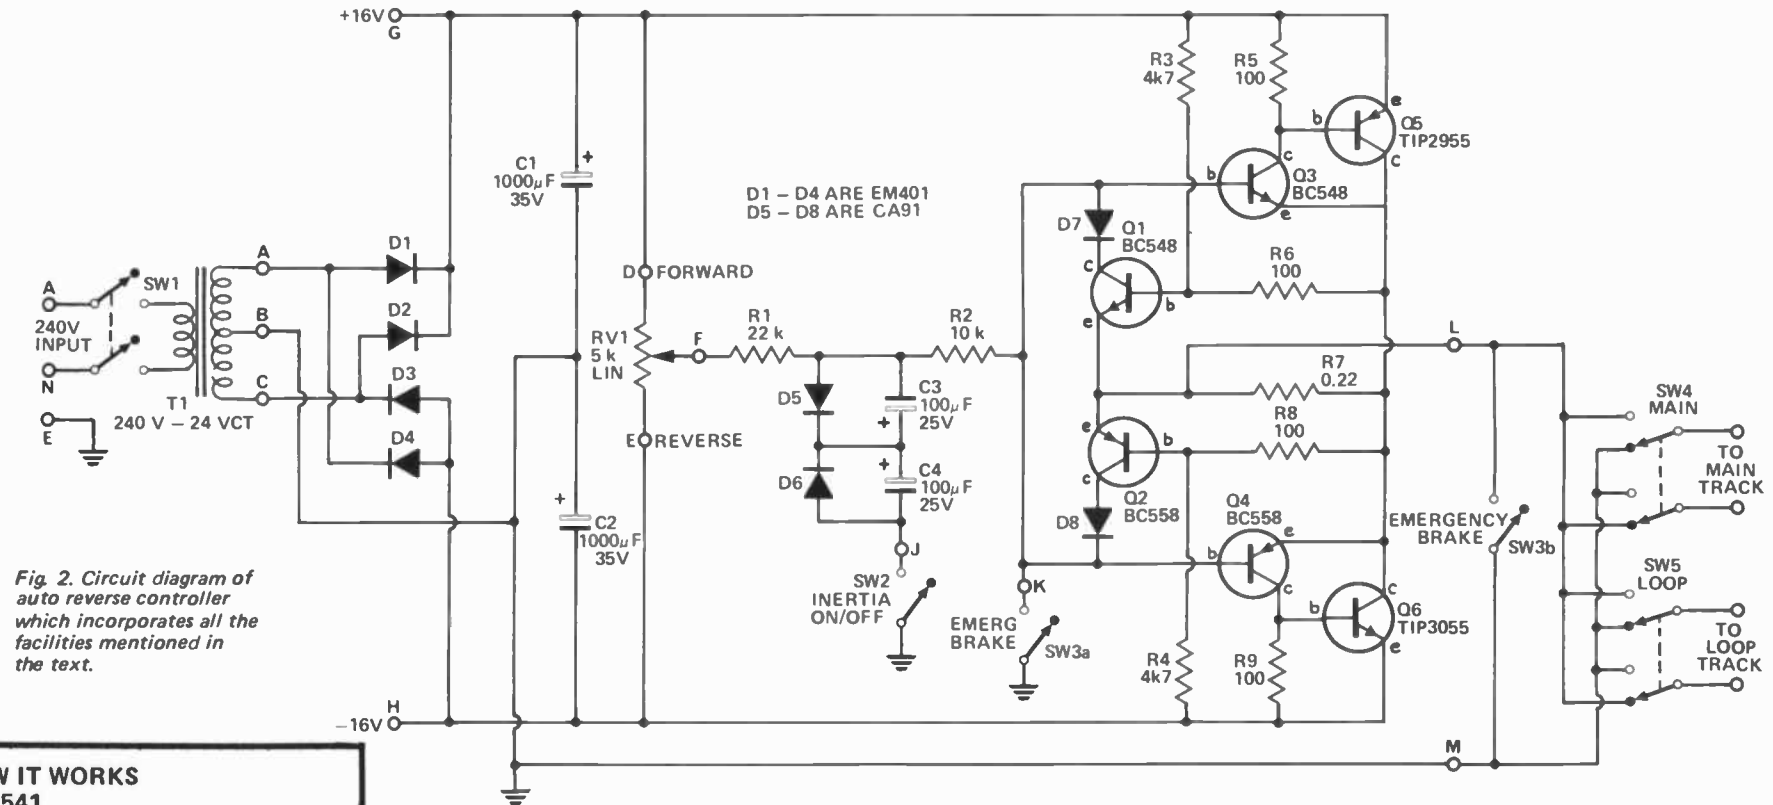 +16V
G
R3
4k7
R5
100
e
b
Q5
TIP2955
c
c
b
Q3
BC548
e
C1
1000µF
35V
+
D1 – D4 ARE EM401
D5 – D8 ARE CA91
D7
Q1
BC548
c
b
e
R6
100
A
SW1
240V
INPUT
N
E
T1
240 V – 24 VCT
A
B
C
D1
D2
D3
D4
D FORWARD
RV1
5 k
LIN
F
E REVERSE
R1
22 k
R2
10 k
D5
D6
C3
100µF
25V
+
+
C4
100µF
25V
L
R7
0.22
R8
100
e
b
c
Q2
BC558
D8
Q4
BC558
e
b
c
SW4
MAIN
TO
MAIN
TRACK
EMERGENCY
BRAKE
SW3b
+
C2
1000µF
35V
J
SW2
INERTIA
ON/OFF
K
EMERG
BRAKE
SW3a
R4
4k7
R9
100
b
c
Q6
TIP3055
e
SW5
LOOP
TO
LOOP
TRACK
Fig. 2. Circuit diagram of
auto reverse controller
which incorporates all the
facilities mentioned in
the text.
–16V
H
M
W IT WORKS
541